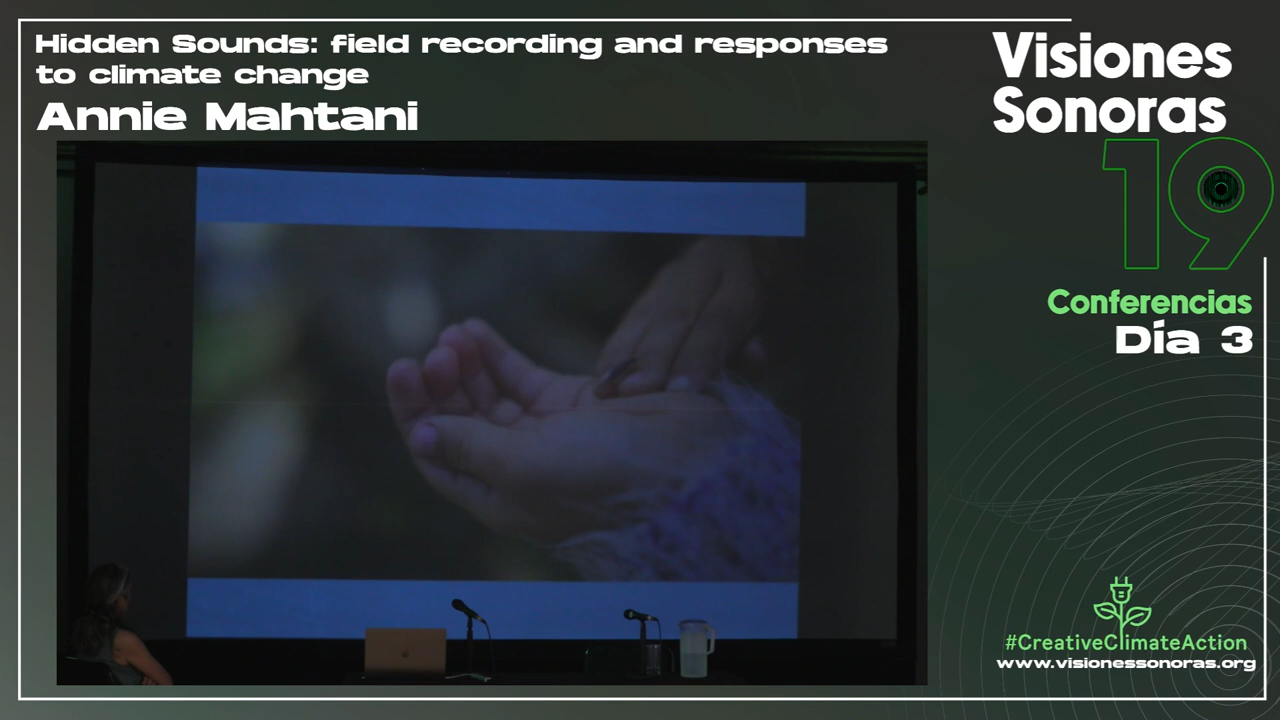 Hidden Sounds: field recording and responses
to climate change
Annie Mahtani
Visiones
Sonoras
19
Conferencias
Día 3
#CreativeClimateAction
www.visionessonoras.org